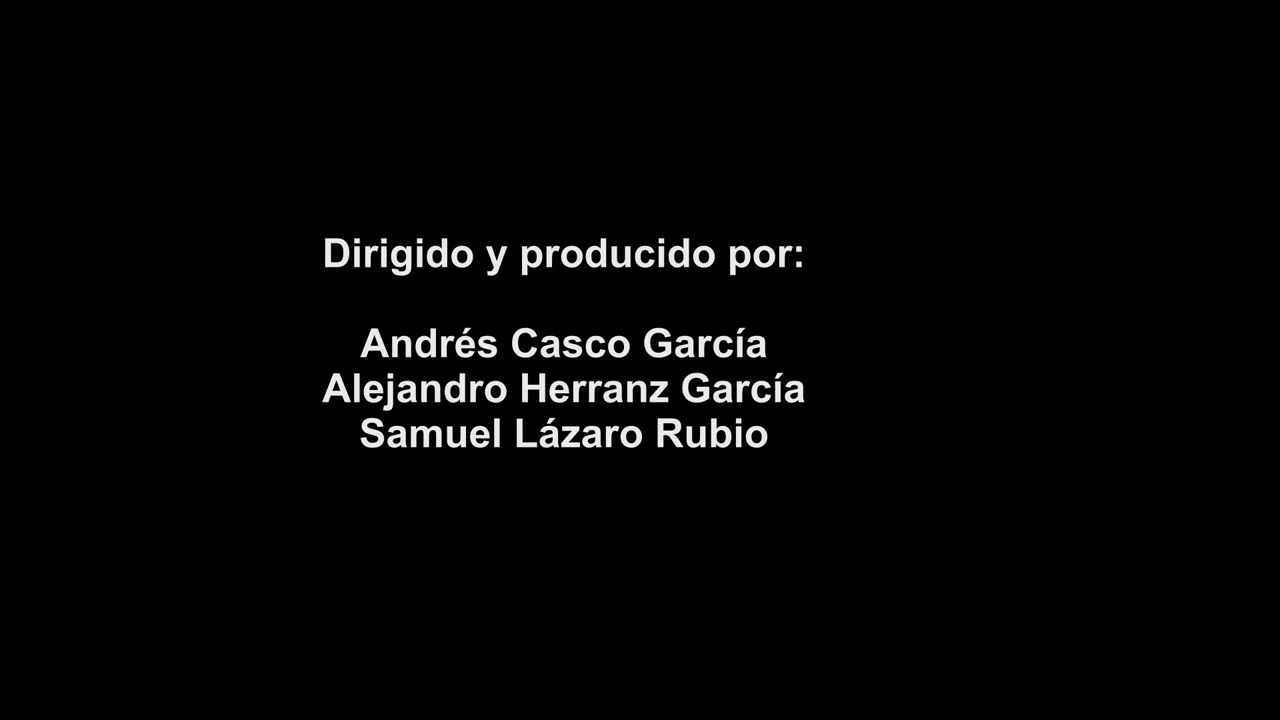 Dirigido y producido por:
Andrés Casco García
Alejandro Herranz García
Samuel Lázaro Rubio